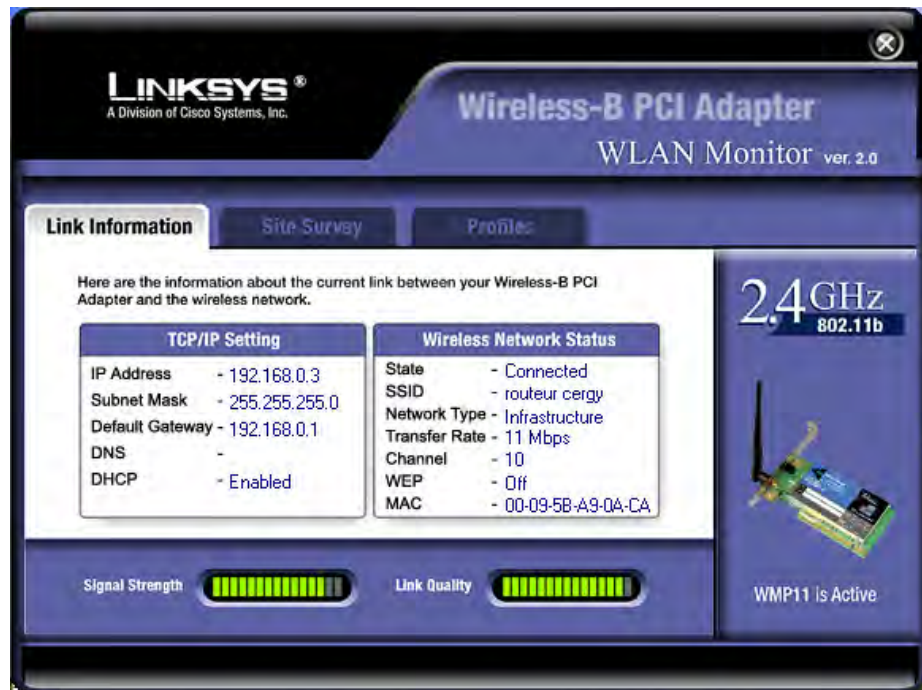 LINKSYS®
A Division of Cisco Systems, Inc.
Wireless-B PCI Adapter
WLAN Monitor ver. 2.0
Link Information
Site Survey
Profiles
Here are the information about the current link between your Wireless-B PCI
Adapter and the wireless network.
2.4 GHz
802.11b
TCP/IP Setting
IP Address - 192.168.0.3
Subnet Mask - 255.255.255.0
Default Gateway - 192.168.0.1
DNS -
DHCP - Enabled
Wireless Network Status
State - Connected
SSID - routeur cergy
Network Type - Infrastructure
Transfer Rate - 11 Mbps
Channel - 10
WEP - Off
MAC - 00-09-5B-A9-0A-CA
Signal Strength
Link Quality
WMP11 is Active